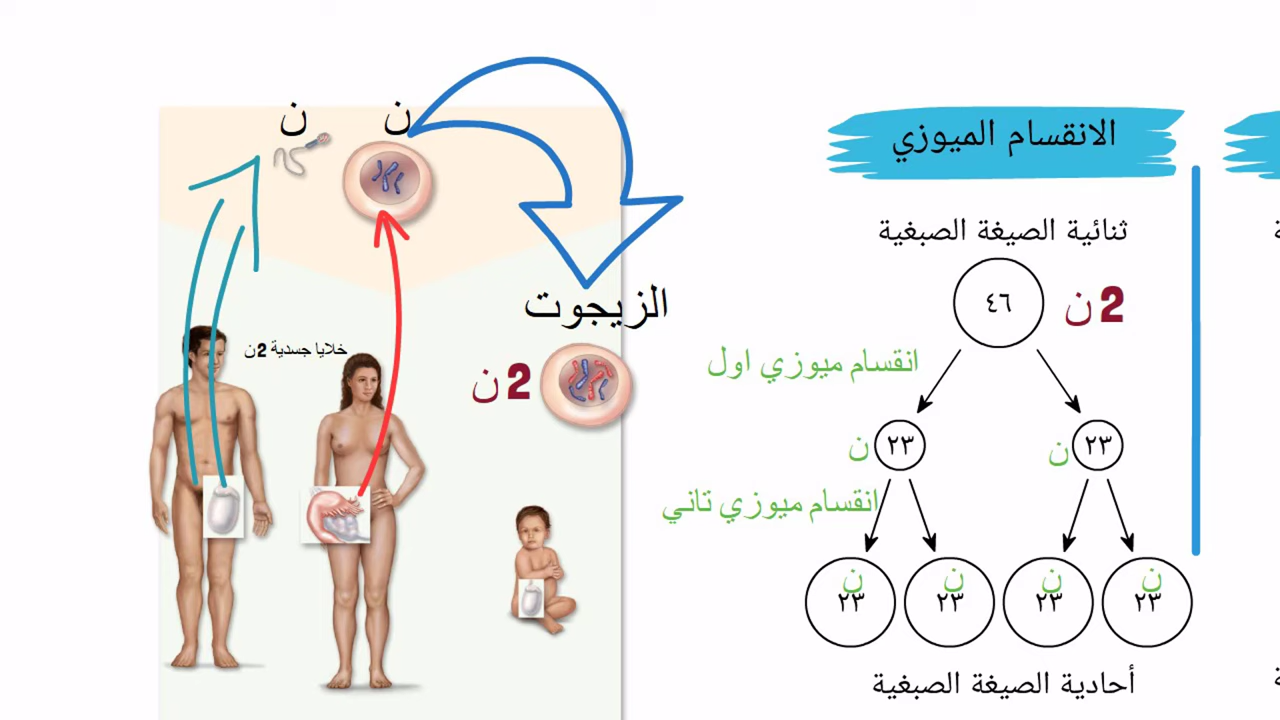 الانقسام الميوزي
ثنائية الصيغة الصبغية
٤٦
2ن
انقسام ميوزي اول
٢٣
ن
٢٣
ن
انقسام ميوزي تاني
ن
٢٣
ن
٢٣
ن
٢٣
ن
٢٣
أحادية الصيغة الصبغية
ن
ن
الزيجوت
2ن
خلايا جسدية 2ن